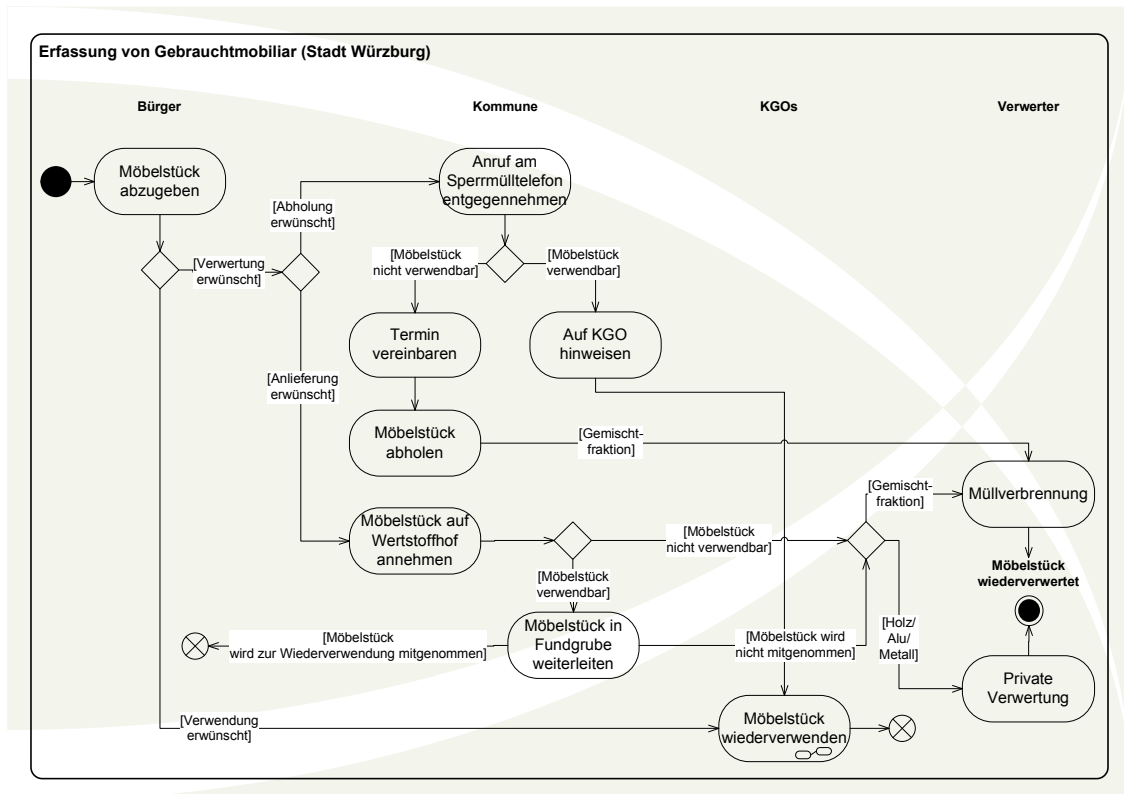 Erfassung von Gebrauchtmobiliar (Stadt Würzburg)
Bürger
Kommune
KGOs
Verwerter
Möbelstück
abzugeben
Anruf am
Sperrmülltelefon
entgegennehmen
[Abholung
erwünscht]
[Verwertung
erwünscht]
[Möbelstück
nicht verwendbar]
[Möbelstück
verwendbar]
Termin
vereinbaren
Auf KGO
hinweisen
[Anlieferung
erwünscht]
Möbelstück
abholen
[Gemischt-
fraktion]
Müllverbrennung
[Gemischt-
fraktion]
Möbelstück auf
Wertstoffhof
annehmen
[Möbelstück
nicht verwendbar]
[Möbelstück
verwendbar]
Möbelstück
wiederverwertet
[Möbelstück
wird zur Wiederverwendung mitgenommen]
Möbelstück in
Fundgrube
weiterleiten
[Möbelstück wird
nicht mitgenommen]
[Holz/
Alu/
Metall]
Private
Verwertung
[Verwendung
erwünscht]
Möbelstück
wiederverwenden